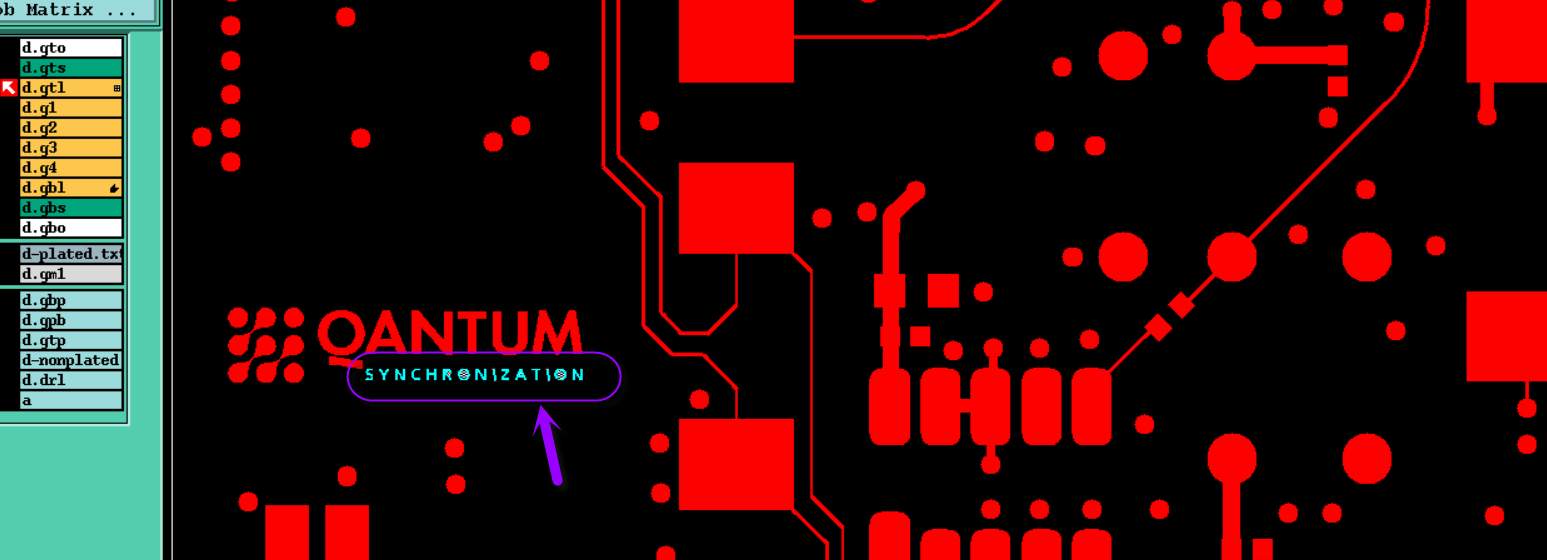 ob Matrix ...
d.gto
d.gts
d.gtl
d.g1
d.g2
d.g3
d.g4
d.gbl
d.gbs
d.gbo
d-plated.txt
d.gm1
d.gbp
d.gpb
d.gtp
d-nonplated
d.drl
a
QANTUM
SYNCHRONIZATION